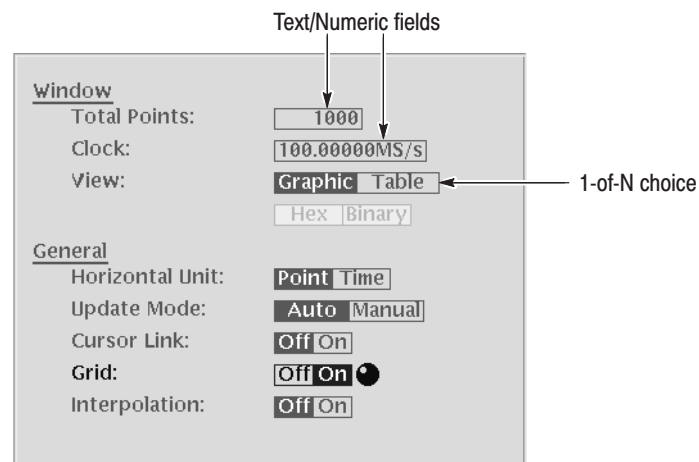 Text/Numeric fields
Window
Total Points: 1000
Clock: 100.00000MS/s
View: Graphic Table
1-of-N choice
Hex Binary
General
Horizontal Unit: Point Time
Update Mode: Auto Manual
Cursor Link: Off On
Grid: Off On
Interpolation: Off On